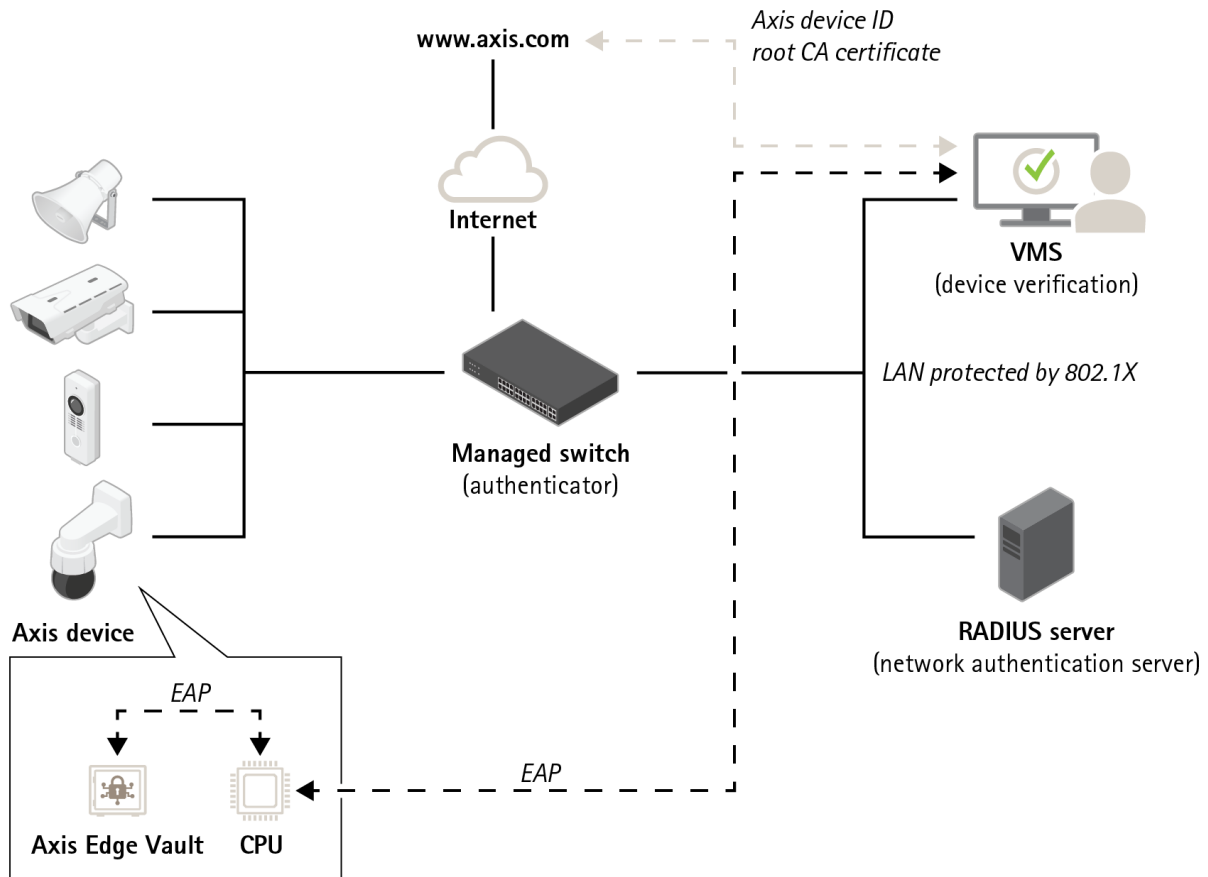 www.axis.com
Axis device ID
root CA certificate
Internet
VMS
(device verification)
LAN protected by 802.1X
Managed switch
(authenticator)
Axis device
RADIUS server
(network authentication server)
EAP
EAP
Axis Edge Vault
CPU